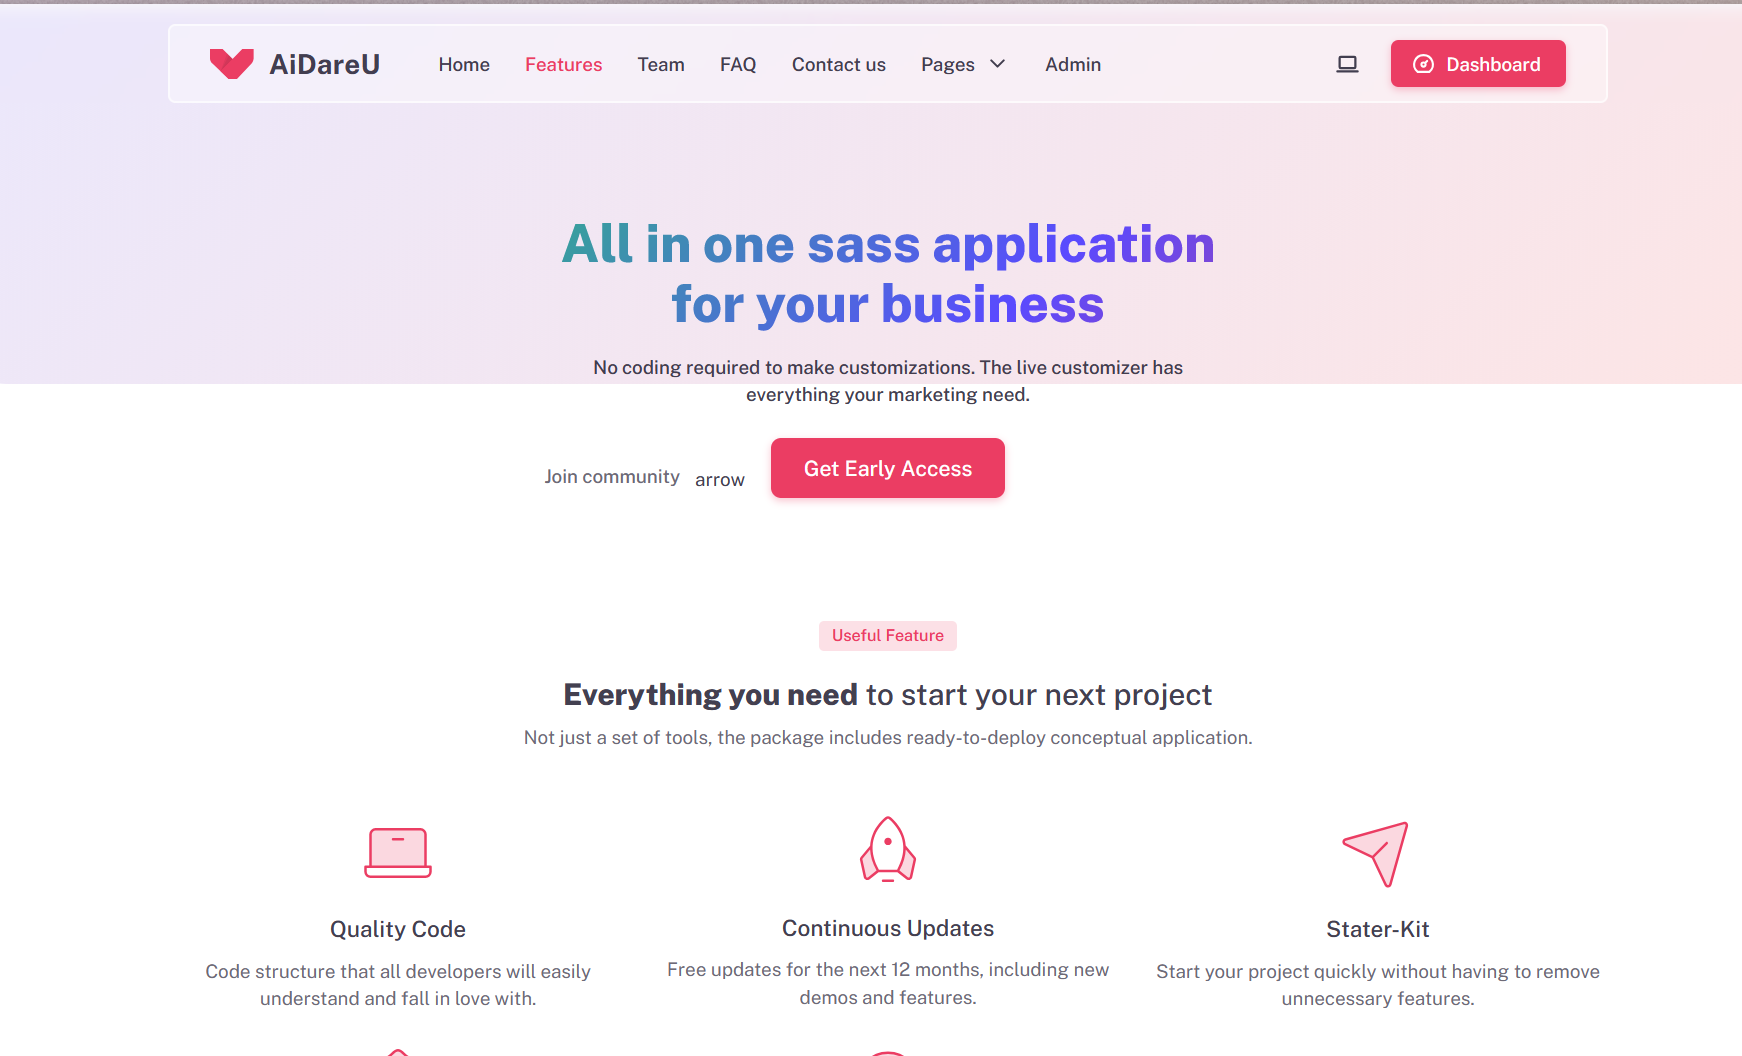 AiDareU
Home Features Team FAQ Contact us Pages Admin
Dashboard
All in one sass application
for your business
No coding required to make customizations. The live customizer has
everything your marketing need.
Join community arrow
Get Early Access
Useful Feature
Everything you need to start your next project
Not just a set of tools, the package includes ready-to-deploy conceptual application.
Quality Code
Code structure that all developers will easily
understand and fall in love with.
Continuous Updates
Free updates for the next 12 months, including new
demos and features.
Stater-Kit
Start your project quickly without having to remove
unnecessary features.